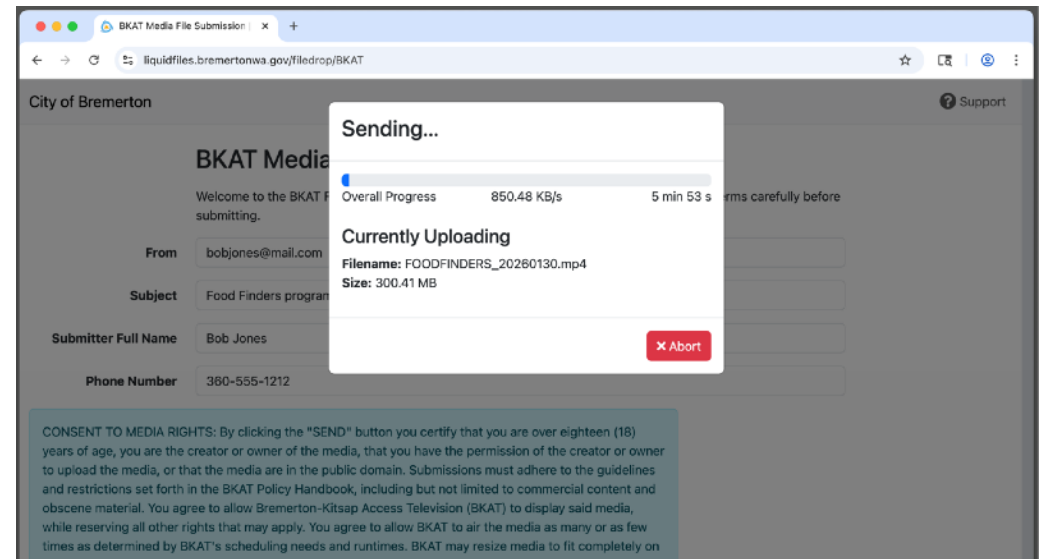 BKAT Media File Submission |
liquidfiles.bremertonwa.gov/filedrop/BKAT
City of Bremerton
Support
BKAT Media
Welcome to the BKAT F
rms carefully before
submitting.
From bobjones@mail.com
Subject Food Finders program
Submitter Full Name Bob Jones
Phone Number 360-555-1212
Sending...
Overall Progress 850.48 KB/s 5 min 53 s
Currently Uploading
Filename: FOODFINDERS_20260130.mp4
Size: 300.41 MB
Abort
CONSENT TO MEDIA RIGHTS: By clicking the "SEND" button you certify that you are over eighteen (18)
years of age, you are the creator or owner of the media, that you have the permission of the creator or owner
to upload the media, or that the media are in the public domain. Submissions must adhere to the guidelines
and restrictions set forth in the BKAT Policy Handbook, including but not limited to commercial content and
obscene material. You agree to allow Bremerton-Kitsap Access Television (BKAT) to display said media,
while reserving all other rights that may apply. You agree to allow BKAT to air the media as many or as few
times as determined by BKAT's scheduling needs and runtimes. BKAT may resize media to fit completely on